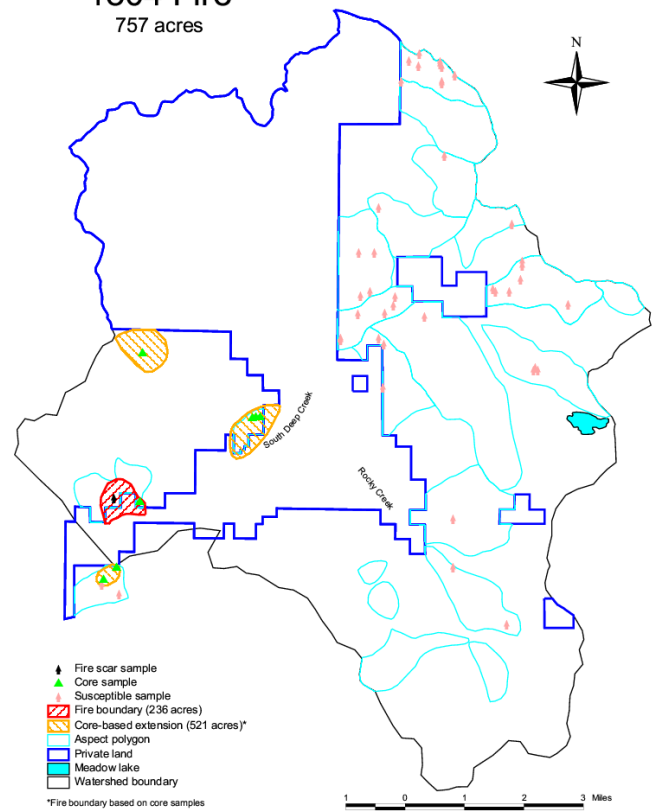 757 acres
N
South Deep Creek
Rocky Creek
Fire scar sample
Core sample
Susceptible sample
Fire boundary (236 acres)
Core-based extension (521 acres)*
Aspect polygon
Private land
Meadow lake
Watershed boundary
*Fire boundary based on core samples
1 0 1 2 3 Miles